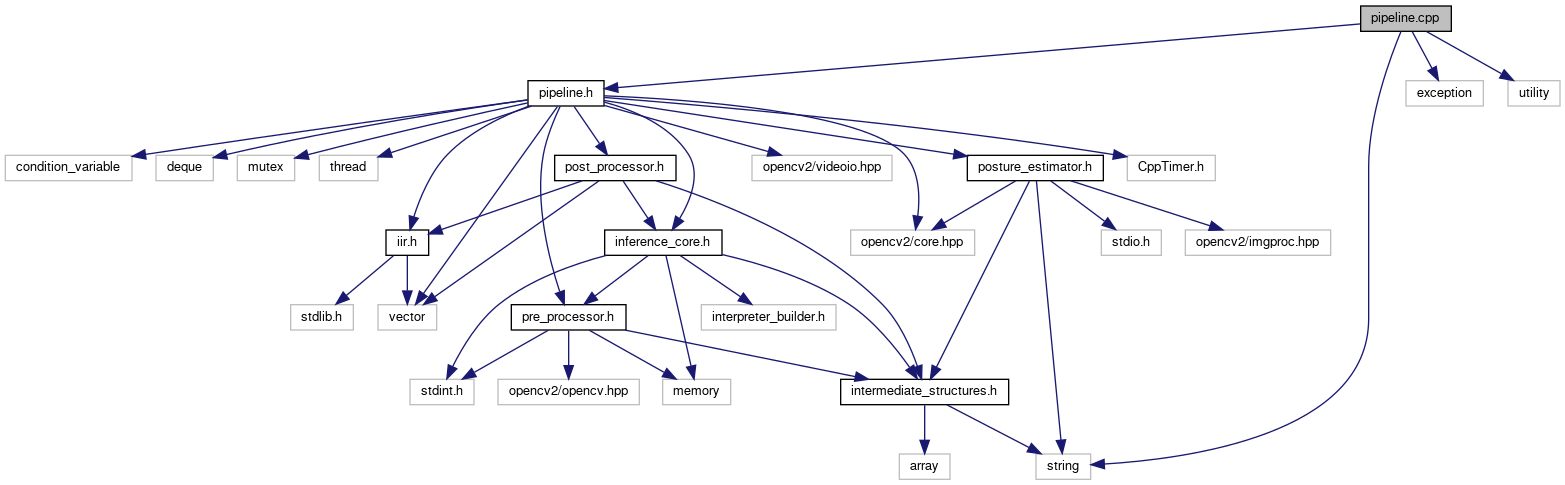 pipeline.cpp
pipeline.h
exception
utility
condition_variable
deque
mutex
thread
post_processor.h
opencv2/videoio.hpp
posture_estimator.h
CppTimer.h
iir.h
inference_core.h
opencv2/core.hpp
stdio.h
opencv2/imgproc.hpp
stdlib.h
vector
pre_processor.h
interpreter_builder.h
stdint.h
opencv2/opencv.hpp
memory
intermediate_structures.h
array
string